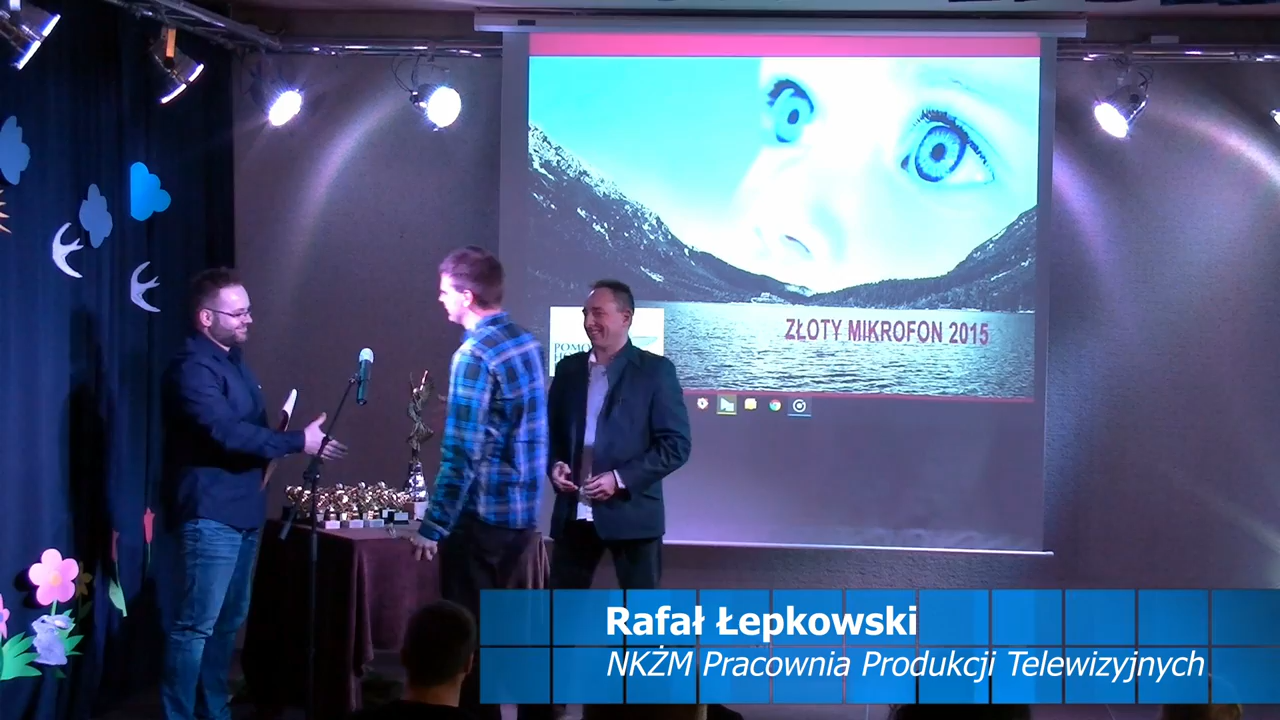 ZŁOTY MIKROFON 2015
Rafał Łepkowski
NKŻM Pracownia Produkcji Telewizyjnych